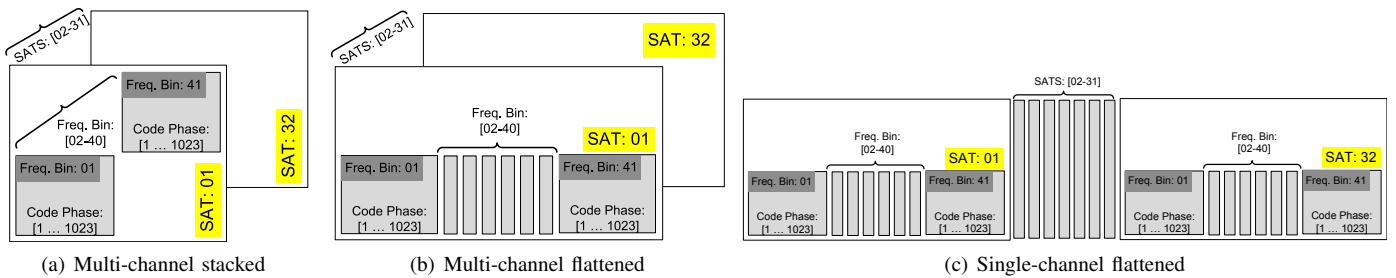 SATS: [02-31]
Freq. Bin: 41
Code Phase:
[1 ... 1023]
Freq. Bin:
[02-40]
Freq. Bin: 01
Code Phase:
[1 ... 1023]
SAT: 01
SAT: 32
(a) Multi-channel stacked
SATS: [02-31]
SAT: 32
Freq. Bin:
[02-40]
SAT: 01
Freq. Bin: 01
Code Phase:
[1 ... 1023]
Freq. Bin: 41
Code Phase:
[1 ... 1023]
(b) Multi-channel flattened
Freq. Bin:
[02-40]
SAT: 01
Freq. Bin: 01
Code Phase:
[1 ... 1023]
Freq. Bin: 41
Code Phase:
[1 ... 1023]
SATS: [02-31]
Freq. Bin:
[02-40]
SAT: 32
Freq. Bin: 01
Code Phase:
[1 ... 1023]
Freq. Bin: 41
Code Phase:
[1 ... 1023]
(c) Single-channel flattened